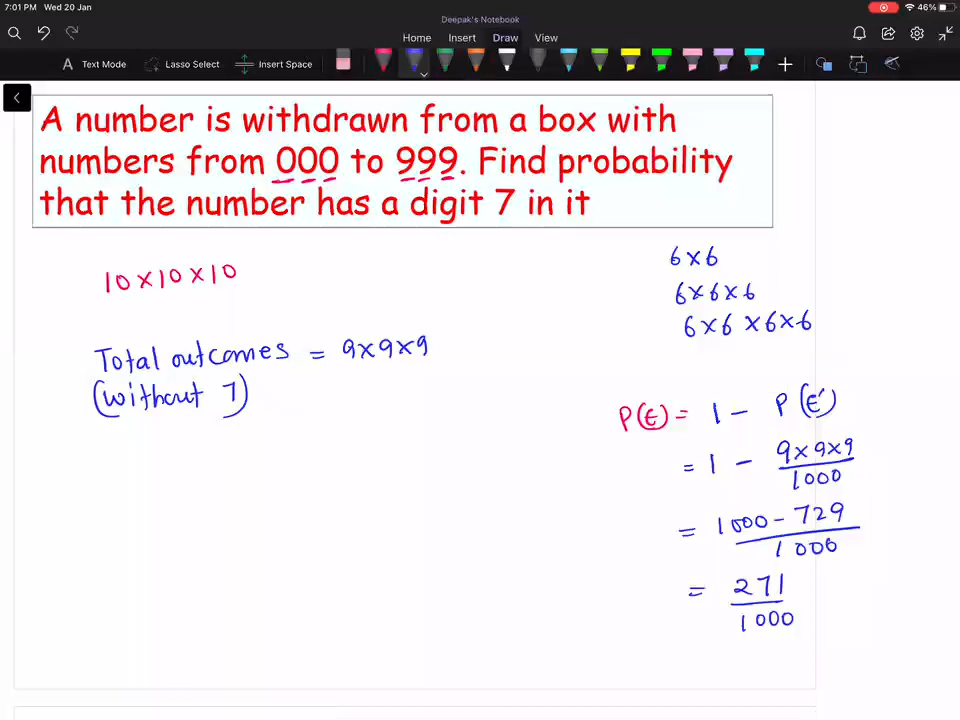 7:01 PM Wed 20 Jan
46%
Deepak's Notebook
Home Insert Draw View
Text Mode Lasso Select Insert Space
A number is withdrawn from a box with
numbers from 000 to 999. Find probability
that the number has a digit 7 in it
10 × 10 × 10
Total outcomes = 9×9×9
(without 7)
6×6
6×6×6
6×6×6×6
P(E) = 1 - P(E')
= 1 - 9×9×9/1000
= 1000 - 729/1000
= 271/1000